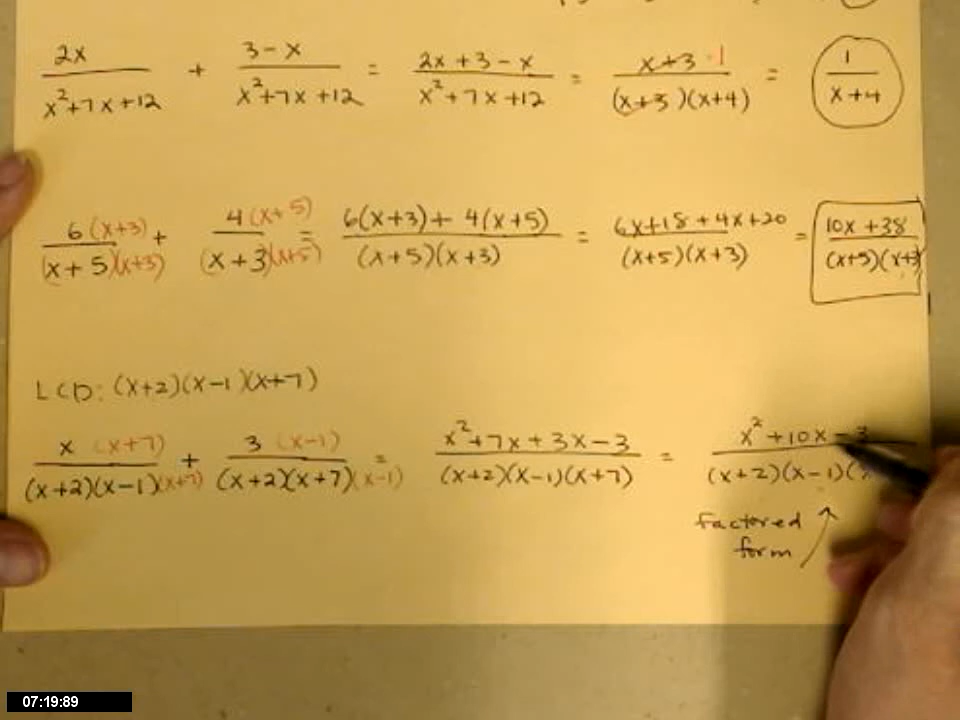 2x / x²+7x+12 + 3-x / x²+7x+12 = 2x+3-x / x²+7x+12 = x+3 ·1 / (x+3)(x+4) = 1 / x+4
6(x+3) / (x+5)(x+3) + 4(x+5) / (x+3)(x+5) = 6(x+3)+4(x+5) / (x+5)(x+3) = 6x+18+4x+20 / (x+5)(x+3) = 10x+38 / (x+5)(x+3
LCD: (x+2)(x-1)(x+7)
x(x+7) / (x+2)(x-1)(x+7) + 3(x-1) / (x+2)(x+7)(x-1) = x²+7x+3x-3 / (x+2)(x-1)(x+7) = x²+10x-3 / (x+2)(x-1)(
factored
form
07:19:89